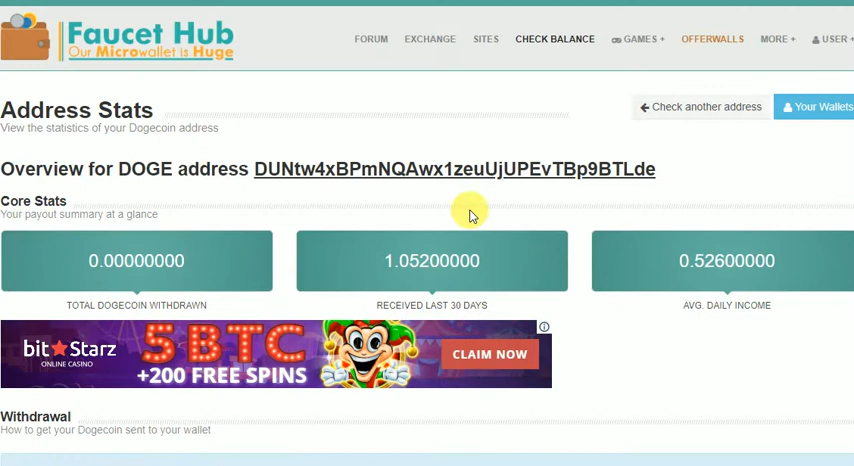 Faucet Hub
Our Microwallet is Huge
FORUM EXCHANGE SITES CHECK BALANCE GAMES + OFFERWALLS MORE + USER +
Address Stats
View the statistics of your Dogecoin address
Check another address
Your Wallets
Overview for DOGE address DUNtw4xBPmNQAwx1zeuUjUPEvTBp9BTLde
Core Stats
Your payout summary at a glance
0.00000000 1.05200000 0.52600000
TOTAL DOGECOIN WITHDRAWN RECEIVED LAST 30 DAYS AVG. DAILY INCOME
bitStarz
ONLINE CASINO
5 BTC
+200 FREE SPINS
CLAIM NOW
Withdrawal
How to get your Dogecoin sent to your wallet